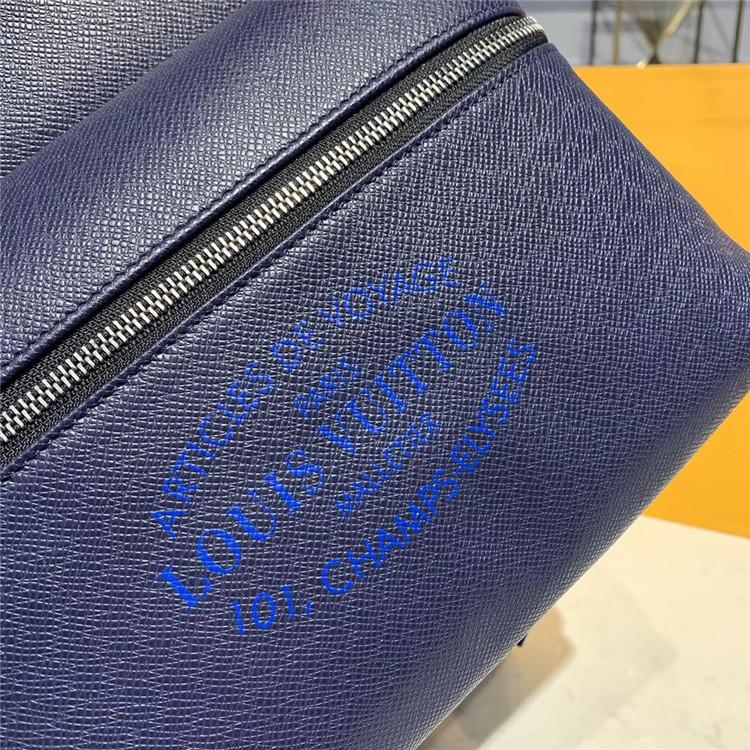 ARTICLES DE VOYAGE
PARIS
LOUIS VUITTON
MALLETIER
101, CHAMPS-ELYSEES